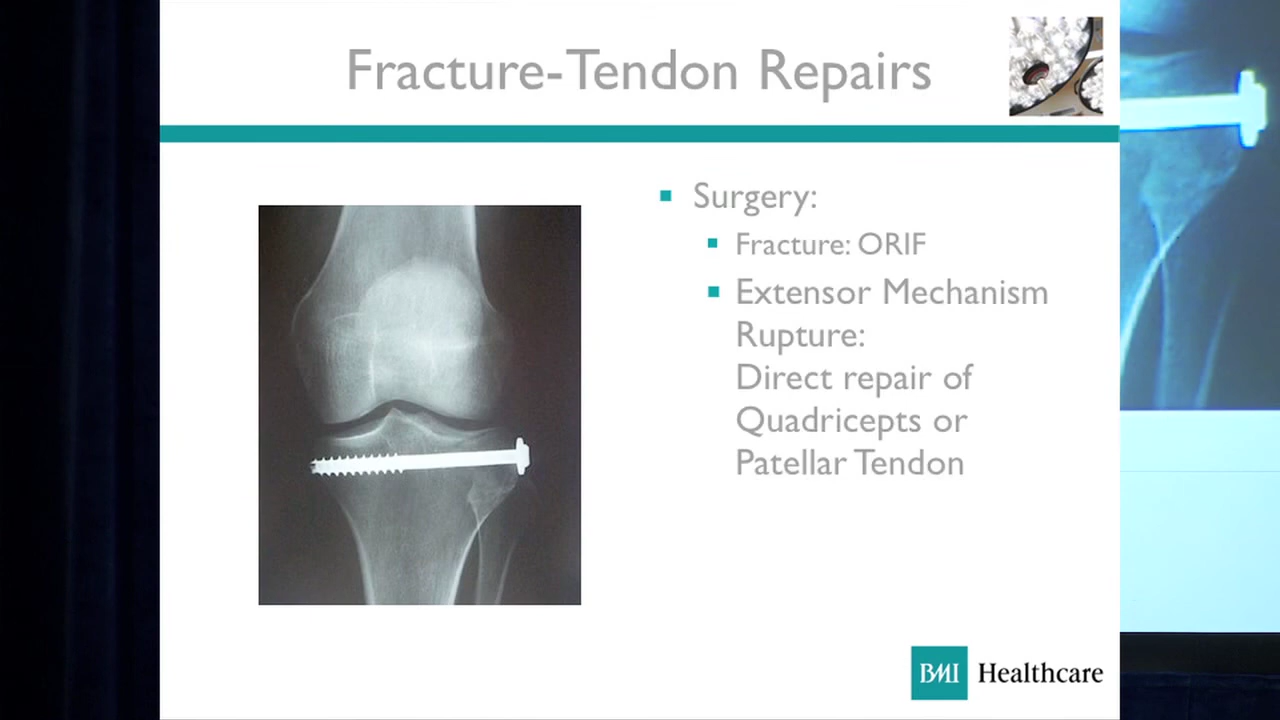 Fracture-Tendon Repairs
Surgery:
Fracture: ORIF
Extensor Mechanism
Rupture:
Direct repair of
Quadricepts or
Patellar Tendon
BMI Healthcare